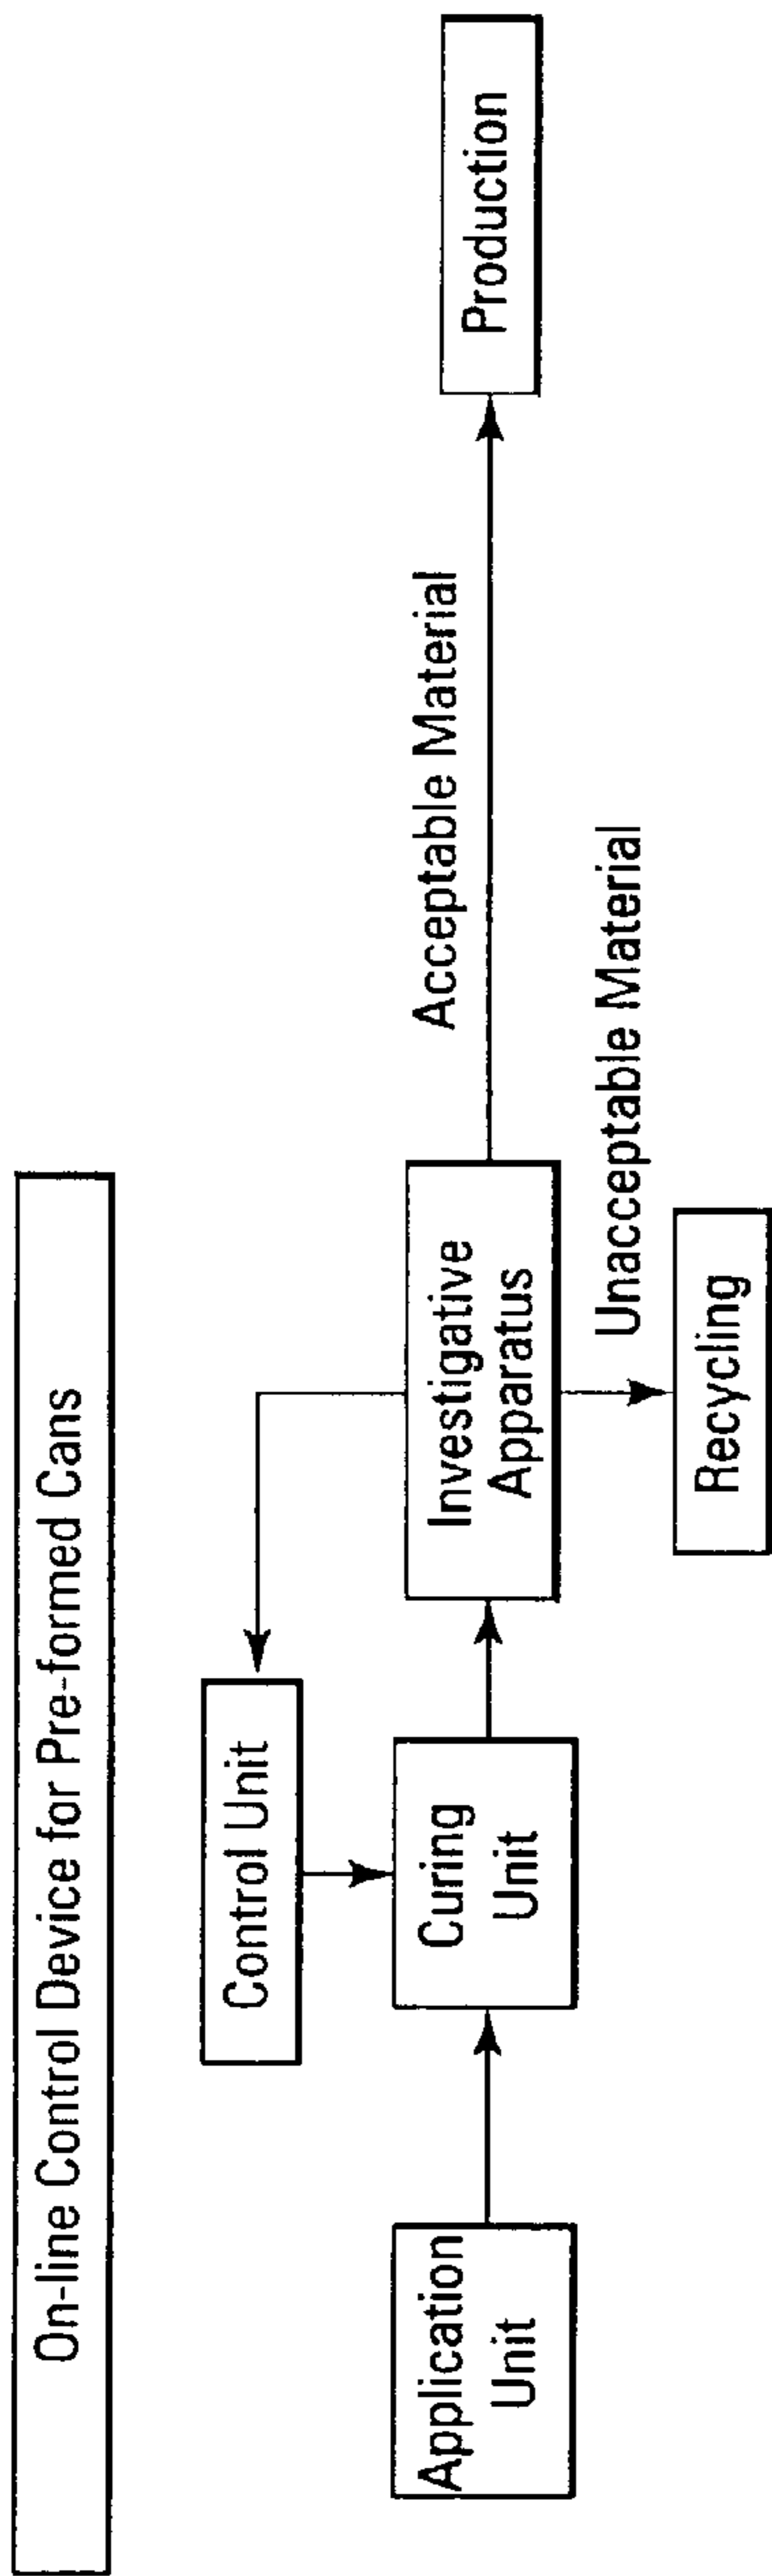 On-line Control Device for Pre-formed Cans
Control Unit
Application
Unit
Curing
Unit
Investigative
Apparatus
Acceptable Material
Production
Unacceptable Material
Recycling